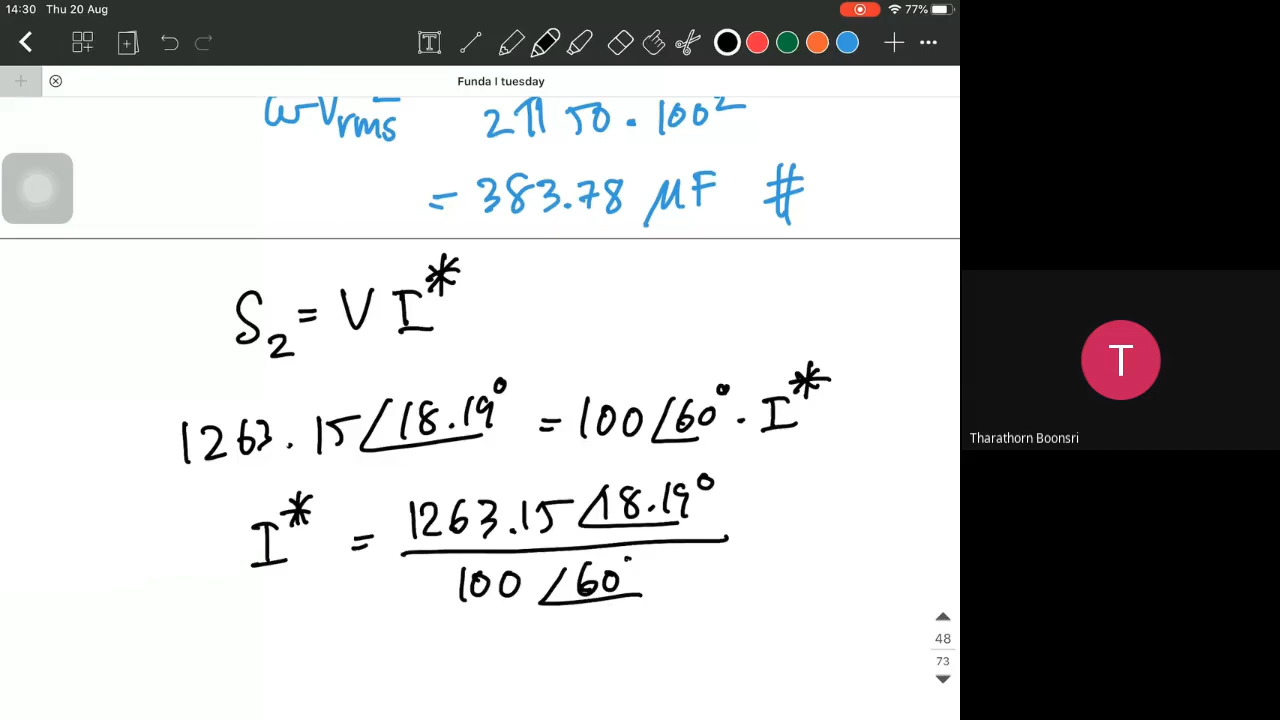 14:30 Thu 20 Aug 77%
Funda I tuesday
ωVrms² 2π 50 · 100²
= 383.78 μF #
S₂ = V I*
1263.15∠18.19° = 100∠60° · I*
I* = 1263.15∠18.19°
100∠60°
T
Tharathorn Boonsri
48
73